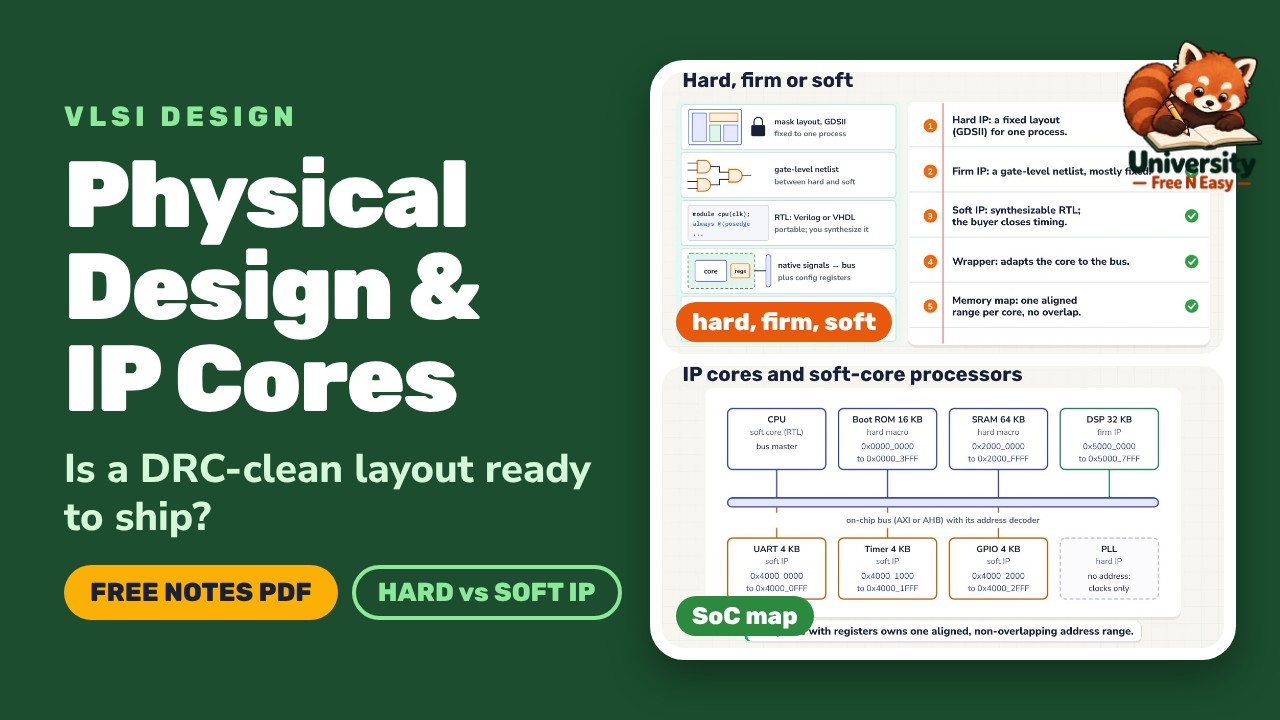 VLSI DESIGN
Physical
Design &
IP Cores
Is a DRC-clean layout ready
to ship?
FREE NOTES PDF
HARD vs SOFT IP
Hard, firm or soft
mask layout, GDSII
fixed to one process
gate-level netlist
between hard and soft
module cpu(clk);
always @(posedge
...
RTL: Verilog or VHDL
portable; you synthesize it
core
regs
native signals → bus
plus config registers
hard, firm, soft
1
Hard IP: a fixed layout
(GDSII) for one process.
2
Firm IP: a gate-level netlist, mostly fixed.
3
Soft IP: synthesizable RTL;
the buyer closes timing.
4
Wrapper: adapts the core to the bus.
5
Memory map: one aligned
range per core, no overlap.
University
Free N Easy
IP cores and soft-core processors
CPU
soft core (RTL)
bus master
Boot ROM 16 KB
hard macro
0x0000_0000
to 0x0000_3FFF
SRAM 64 KB
hard macro
0x2000_0000
to 0x2000_FFFF
DSP 32 KB
firm IP
0x5000_0000
to 0x5000_7FFF
on-chip bus (AXI or AHB) with its address decoder
UART 4 KB
soft IP
0x4000_0000
to 0x4000_0FFF
Timer 4 KB
soft IP
0x4000_1000
to 0x4000_1FFF
GPIO 4 KB
soft IP
0x4000_2000
to 0x4000_2FFF
PLL
hard IP
no address:
clocks only
SoC map
with registers owns one aligned, non-overlapping address range.